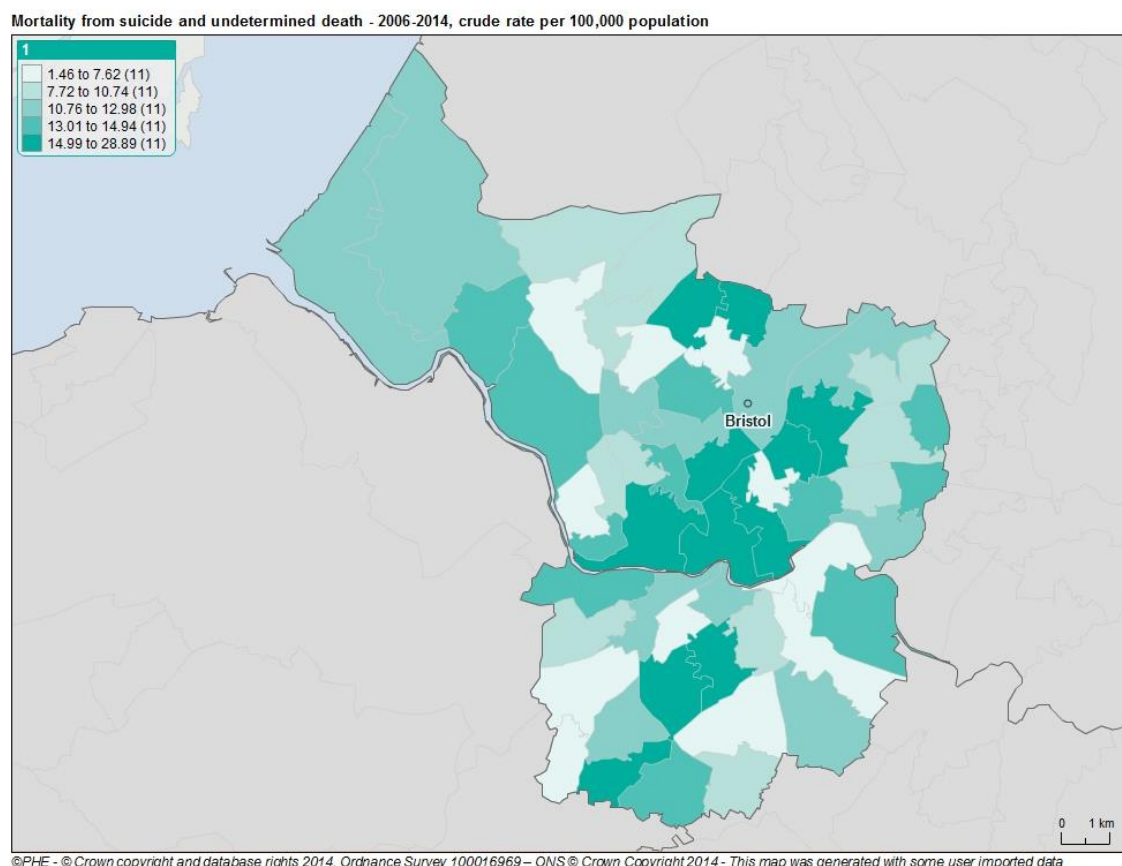 Mortality from suicide and undetermined death - 2006-2014, crude rate per 100,000 population
1
1.46 to 7.62 (11)
7.72 to 10.74 (11)
10.76 to 12.98 (11)
13.01 to 14.94 (11)
14.99 to 28.89 (11)
Bristol
0 1 km
©PHE - © Crown copyright and database rights 2014, Ordnance Survey 100016969 – ONS © Crown Copyright 2014 - This map was generated with some user imported data